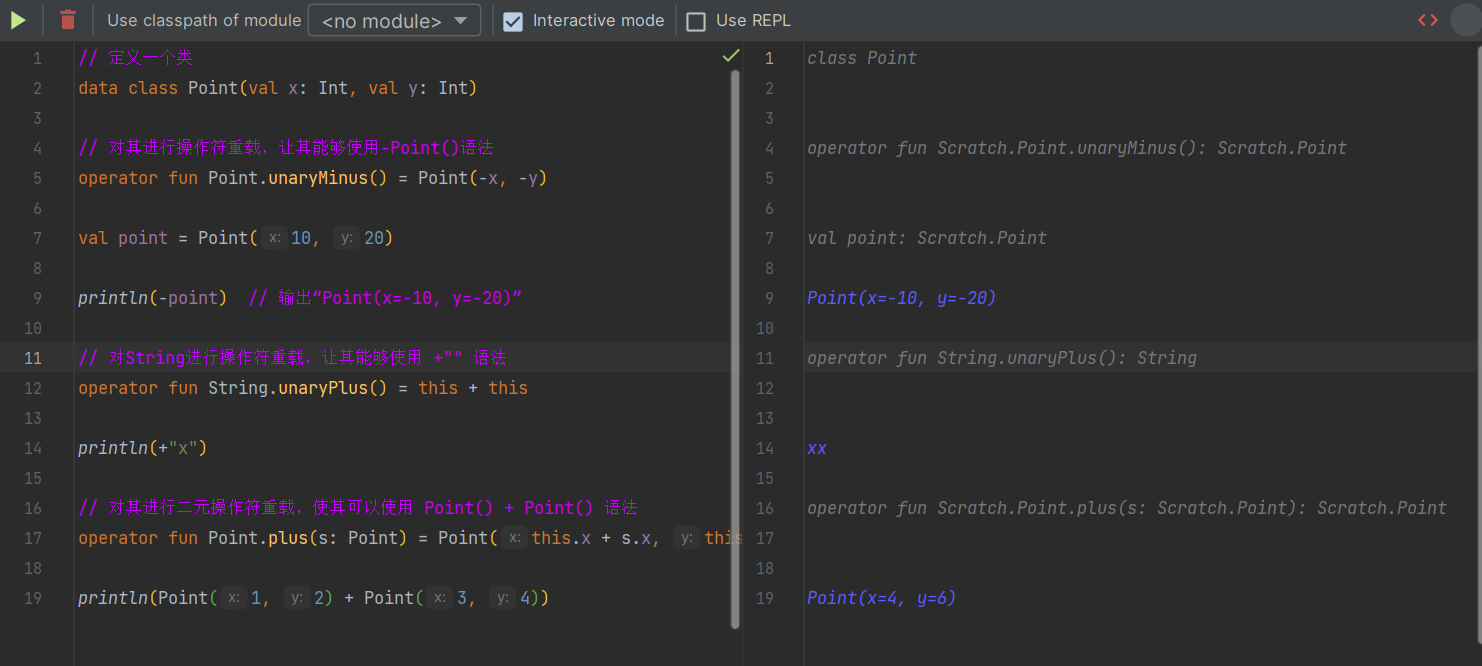 Use classpath of module <no module> Interactive mode Use REPL
1 // 定义一个类
2 data class Point(val x: Int, val y: Int)
3
4 // 对其进行操作符重载，让其能够使用-Point()语法
5 operator fun Point.unaryMinus() = Point(-x, -y)
6
7 val point = Point( x: 10, y: 20)
8
9 println(-point) // 输出“Point(x=-10, y=-20)”
10
11 // 对String进行操作符重载，让其能够使用 +"" 语法
12 operator fun String.unaryPlus() = this + this
13
14 println(+"x")
15
16 // 对其进行二元操作符重载，使其可以使用 Point() + Point() 语法
17 operator fun Point.plus(s: Point) = Point( x: this.x + s.x, y: this
18
19 println(Point( x: 1, y: 2) + Point( x: 3, y: 4))
1 class Point
2
3
4 operator fun Scratch.Point.unaryMinus(): Scratch.Point
5
6
7 val point: Scratch.Point
8
9 Point(x=-10, y=-20)
10
11 operator fun String.unaryPlus(): String
12
13
14 xx
15
16 operator fun Scratch.Point.plus(s: Scratch.Point): Scratch.Point
17
18
19 Point(x=4, y=6)